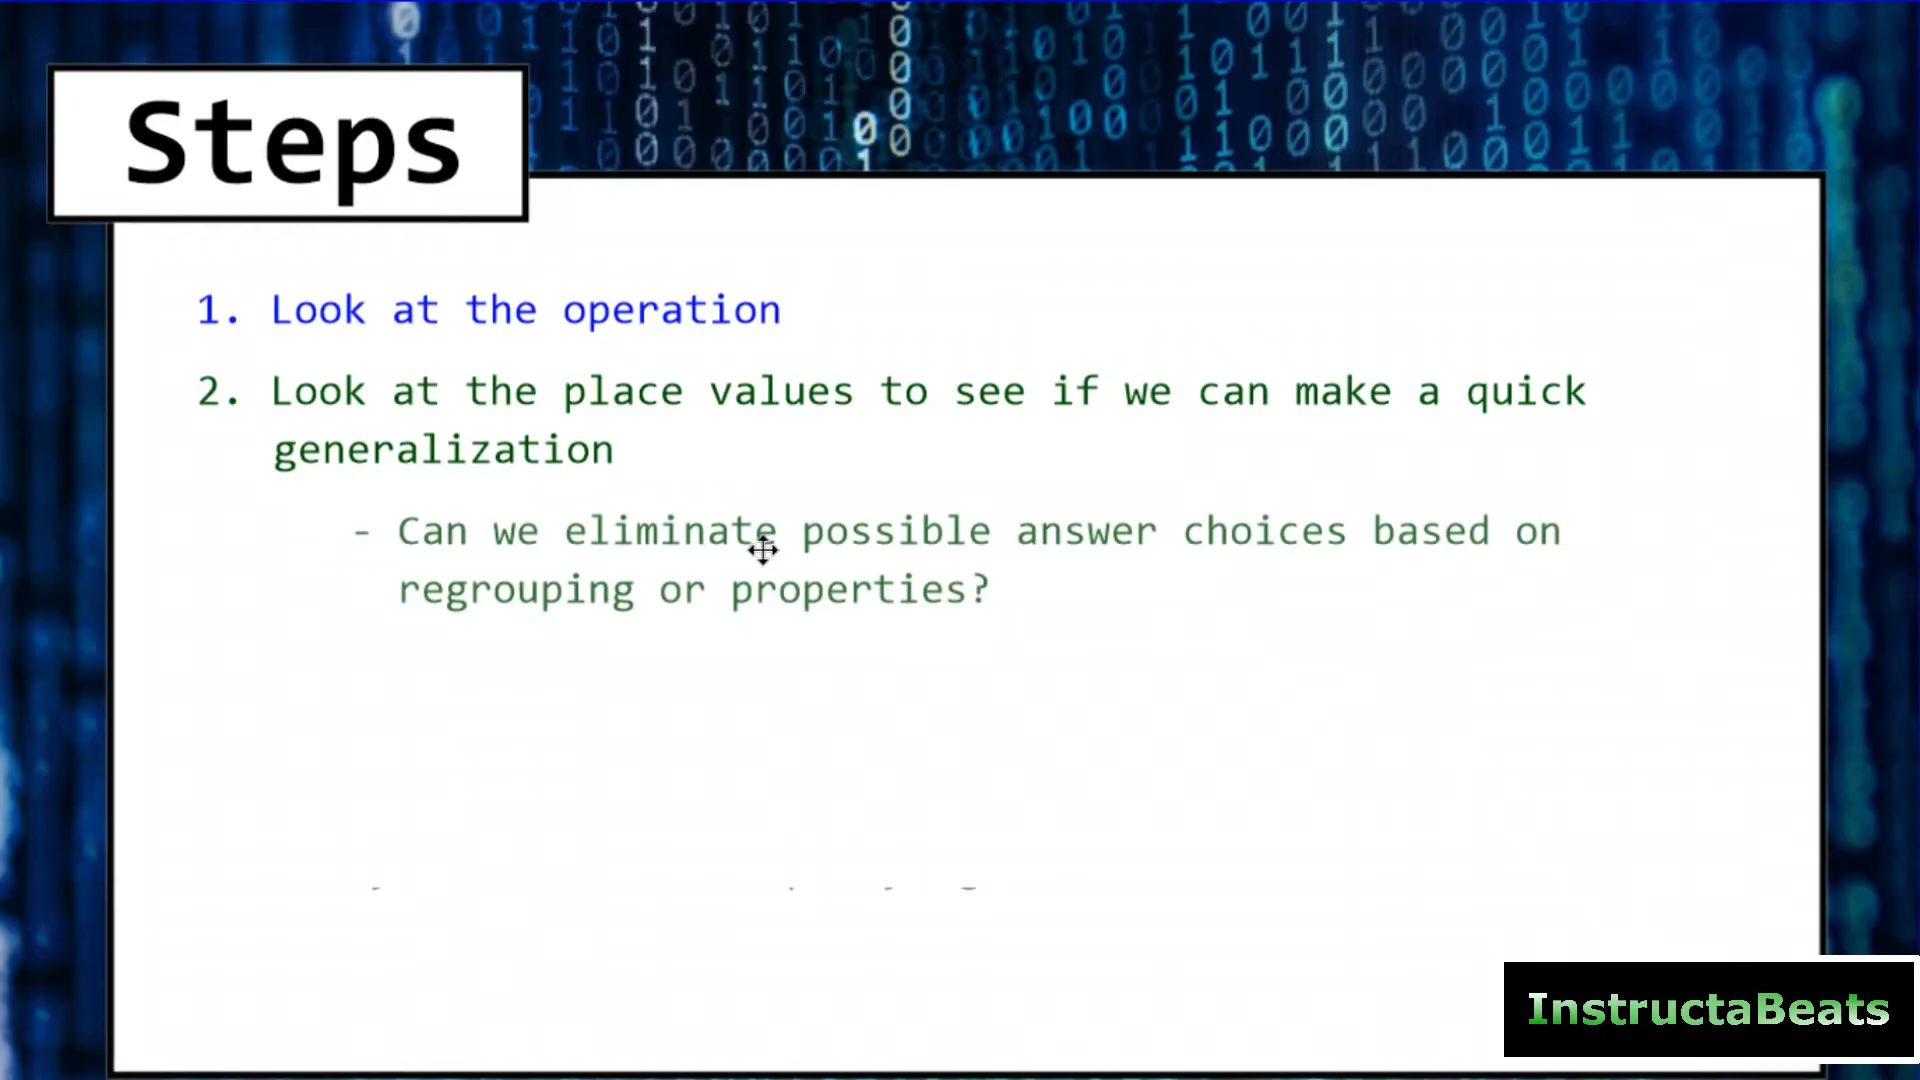 Steps
1. Look at the operation
2. Look at the place values to see if we can make a quick
generalization
- Can we eliminate possible answer choices based on
regrouping or properties?
InstructaBeats